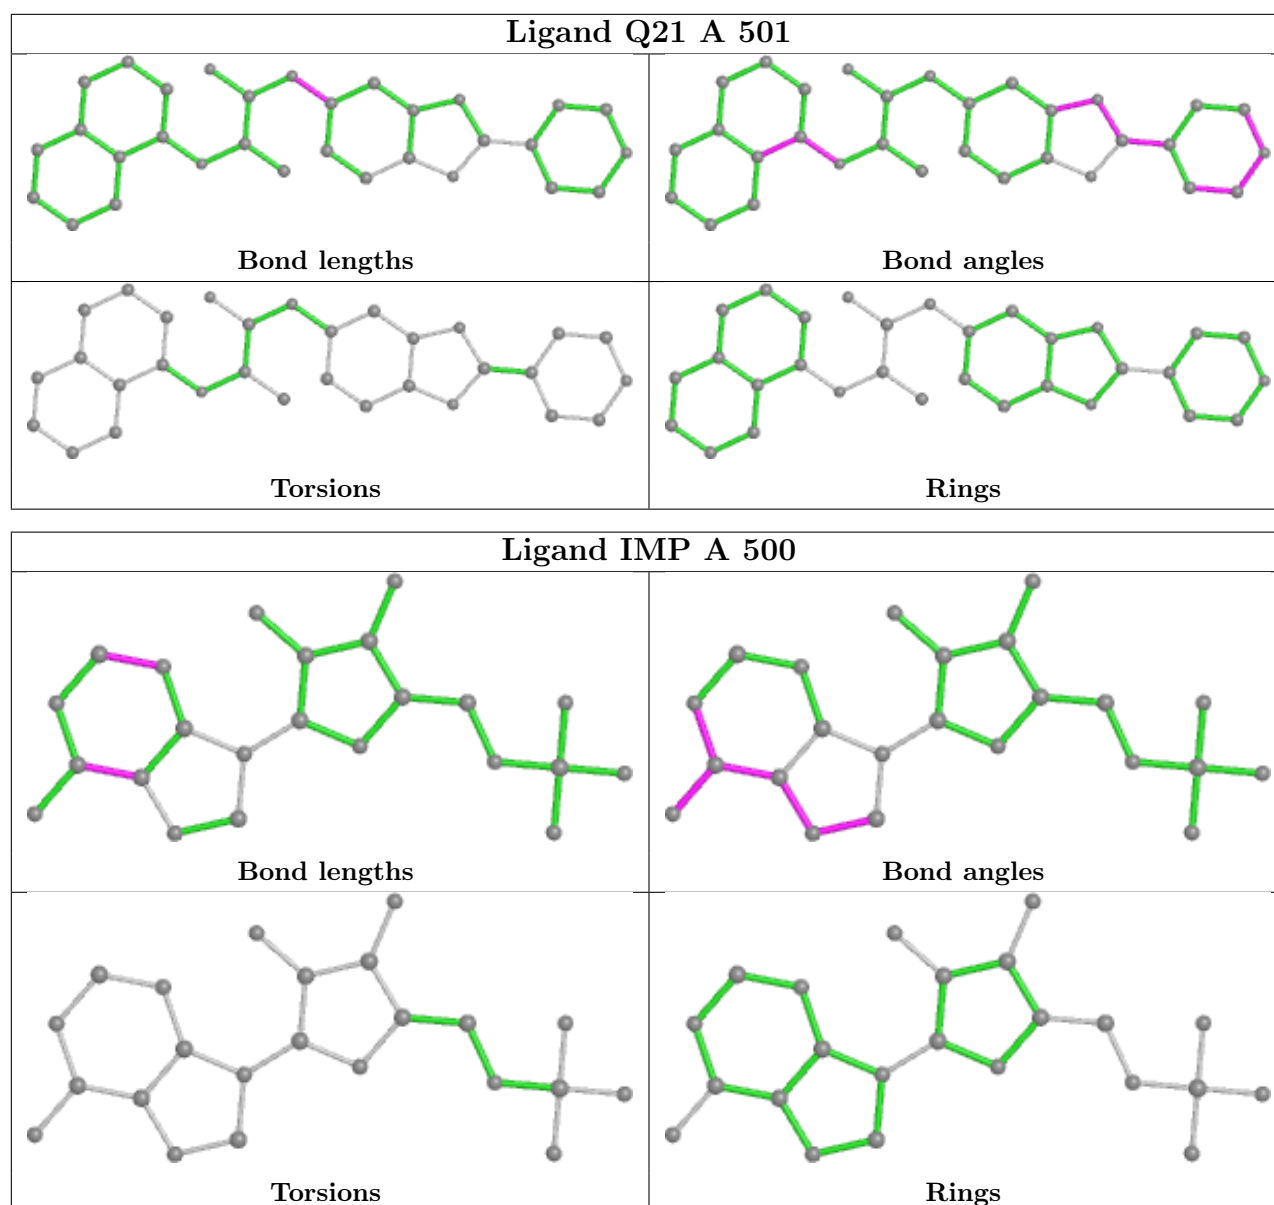 Ligand Q21 A 501
Bond lengths
Bond angles
Torsions
Rings
Ligand IMP A 500
Bond lengths
Bond angles
Torsions
Rings